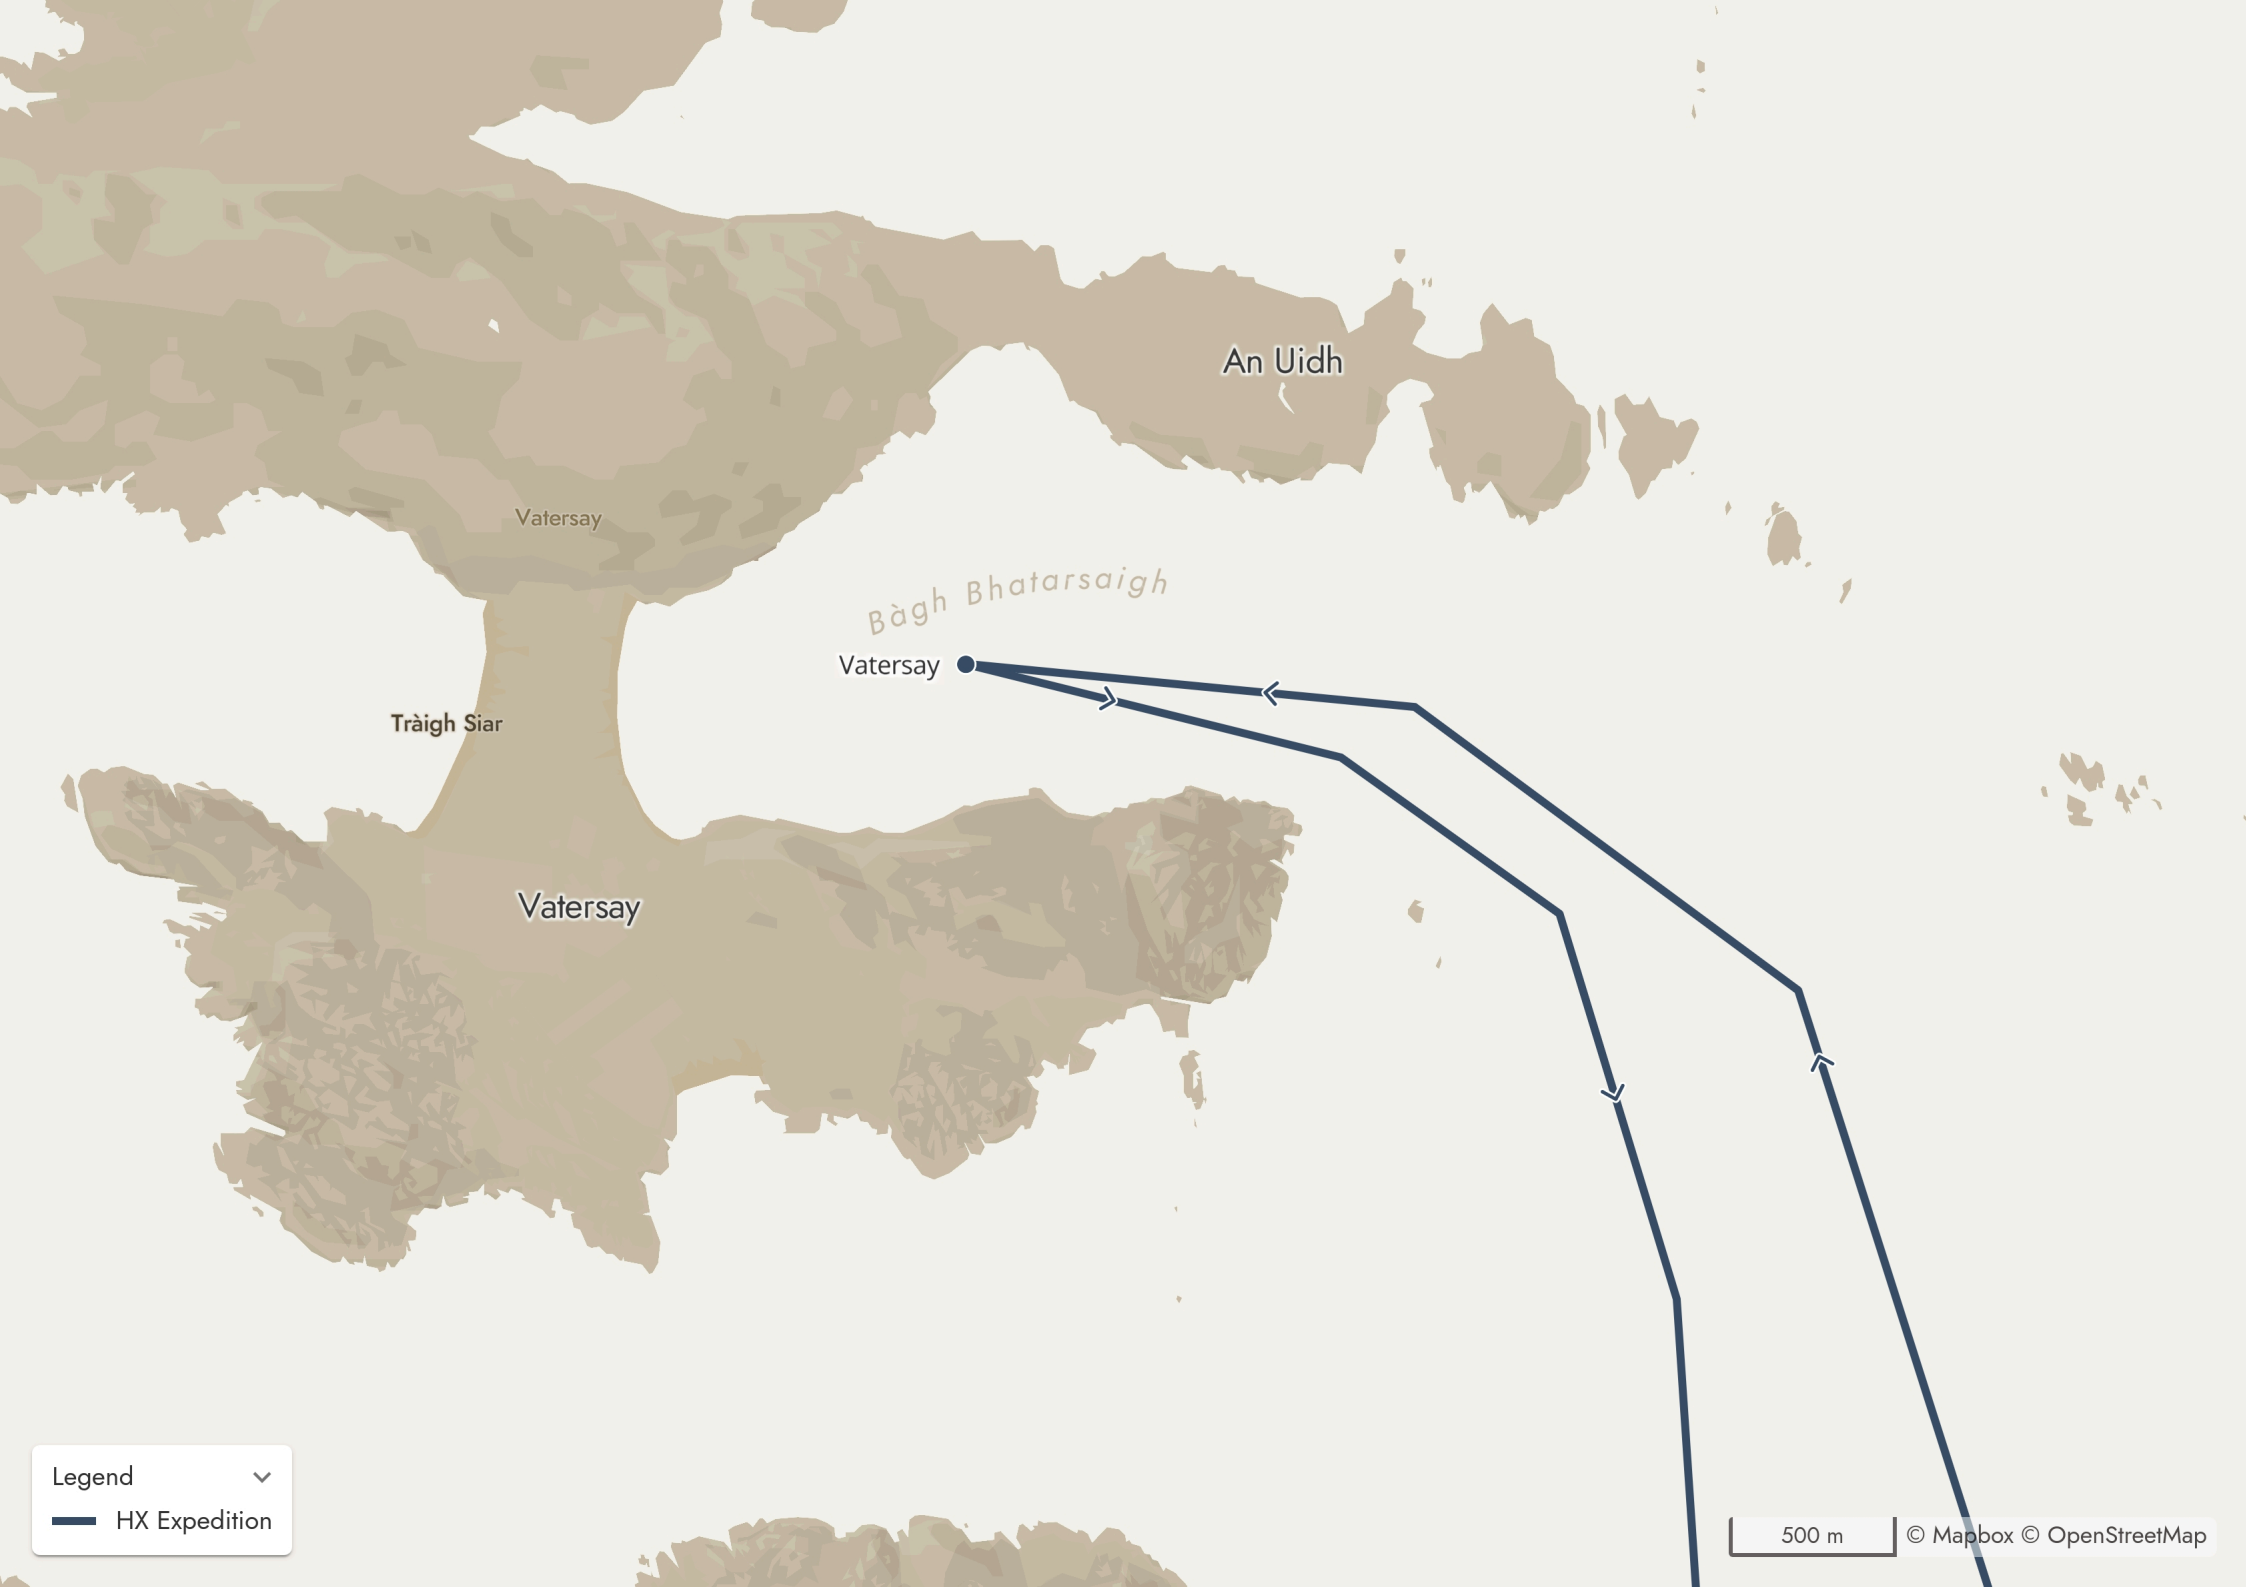 An Uidh
Vatersay
Bàgh Bhatarsaigh
Vatersay
Tràigh Siar
Vatersay
Legend
HX Expedition
500 m
© Mapbox © OpenStreetMap